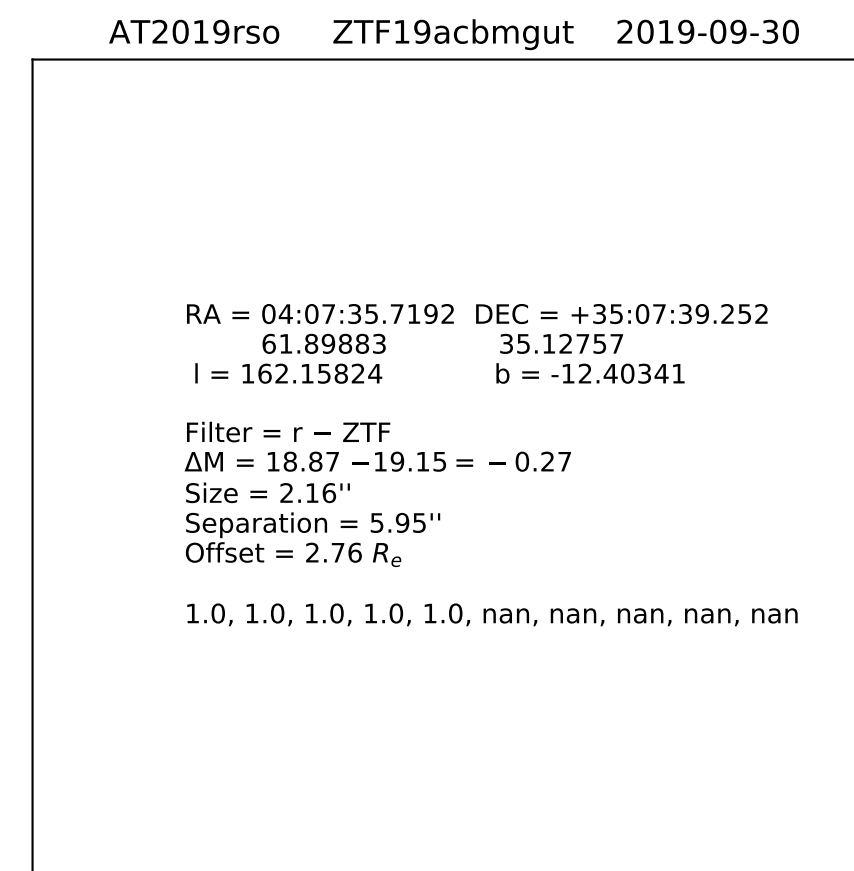 AT2019rso ZTF19acbmgut 2019-09-30
RA = 04:07:35.7192 DEC = +35:07:39.252
61.89883 35.12757
l = 162.15824 b = -12.40341
Filter = r − ZTF
ΔM = 18.87 −19.15 = − 0.27
Size = 2.16''
Separation = 5.95''
Offset = 2.76 Re
1.0, 1.0, 1.0, 1.0, 1.0, nan, nan, nan, nan, nan